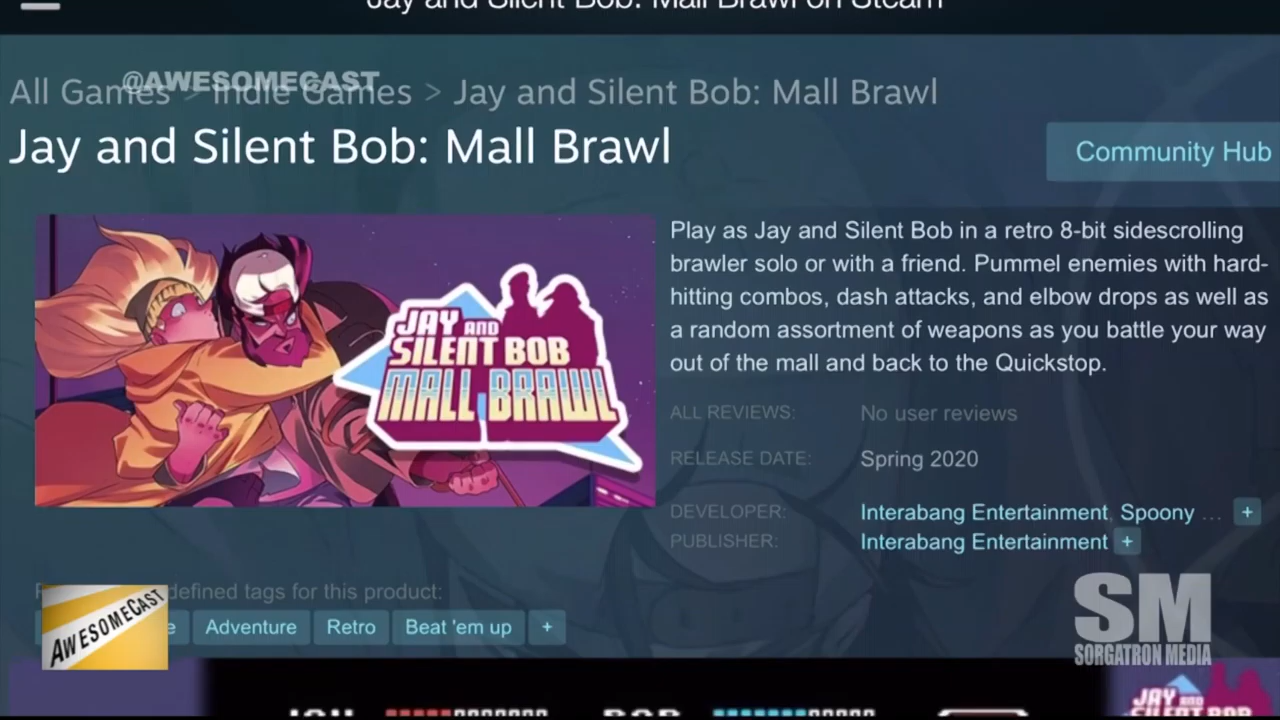 Jay and Silent Bob: Mall Brawl on Steam
@AWESOMECAST
All Games > Indie Games > Jay and Silent Bob: Mall Brawl
Jay and Silent Bob: Mall Brawl
Community Hub
JAY AND
SILENT BOB
MALL BRAWL
Play as Jay and Silent Bob in a retro 8-bit sidescrolling
brawler solo or with a friend. Pummel enemies with hard-
hitting combos, dash attacks, and elbow drops as well as
a random assortment of weapons as you battle your way
out of the mall and back to the Quickstop.
ALL REVIEWS: No user reviews
RELEASE DATE: Spring 2020
DEVELOPER: Interabang Entertainment, Spoony ... +
PUBLISHER: Interabang Entertainment +
defined tags for this product:
Adventure Retro Beat 'em up +
AWESOMECAST
SM
SORGATRON MEDIA
JAY AND
SILENT BOB